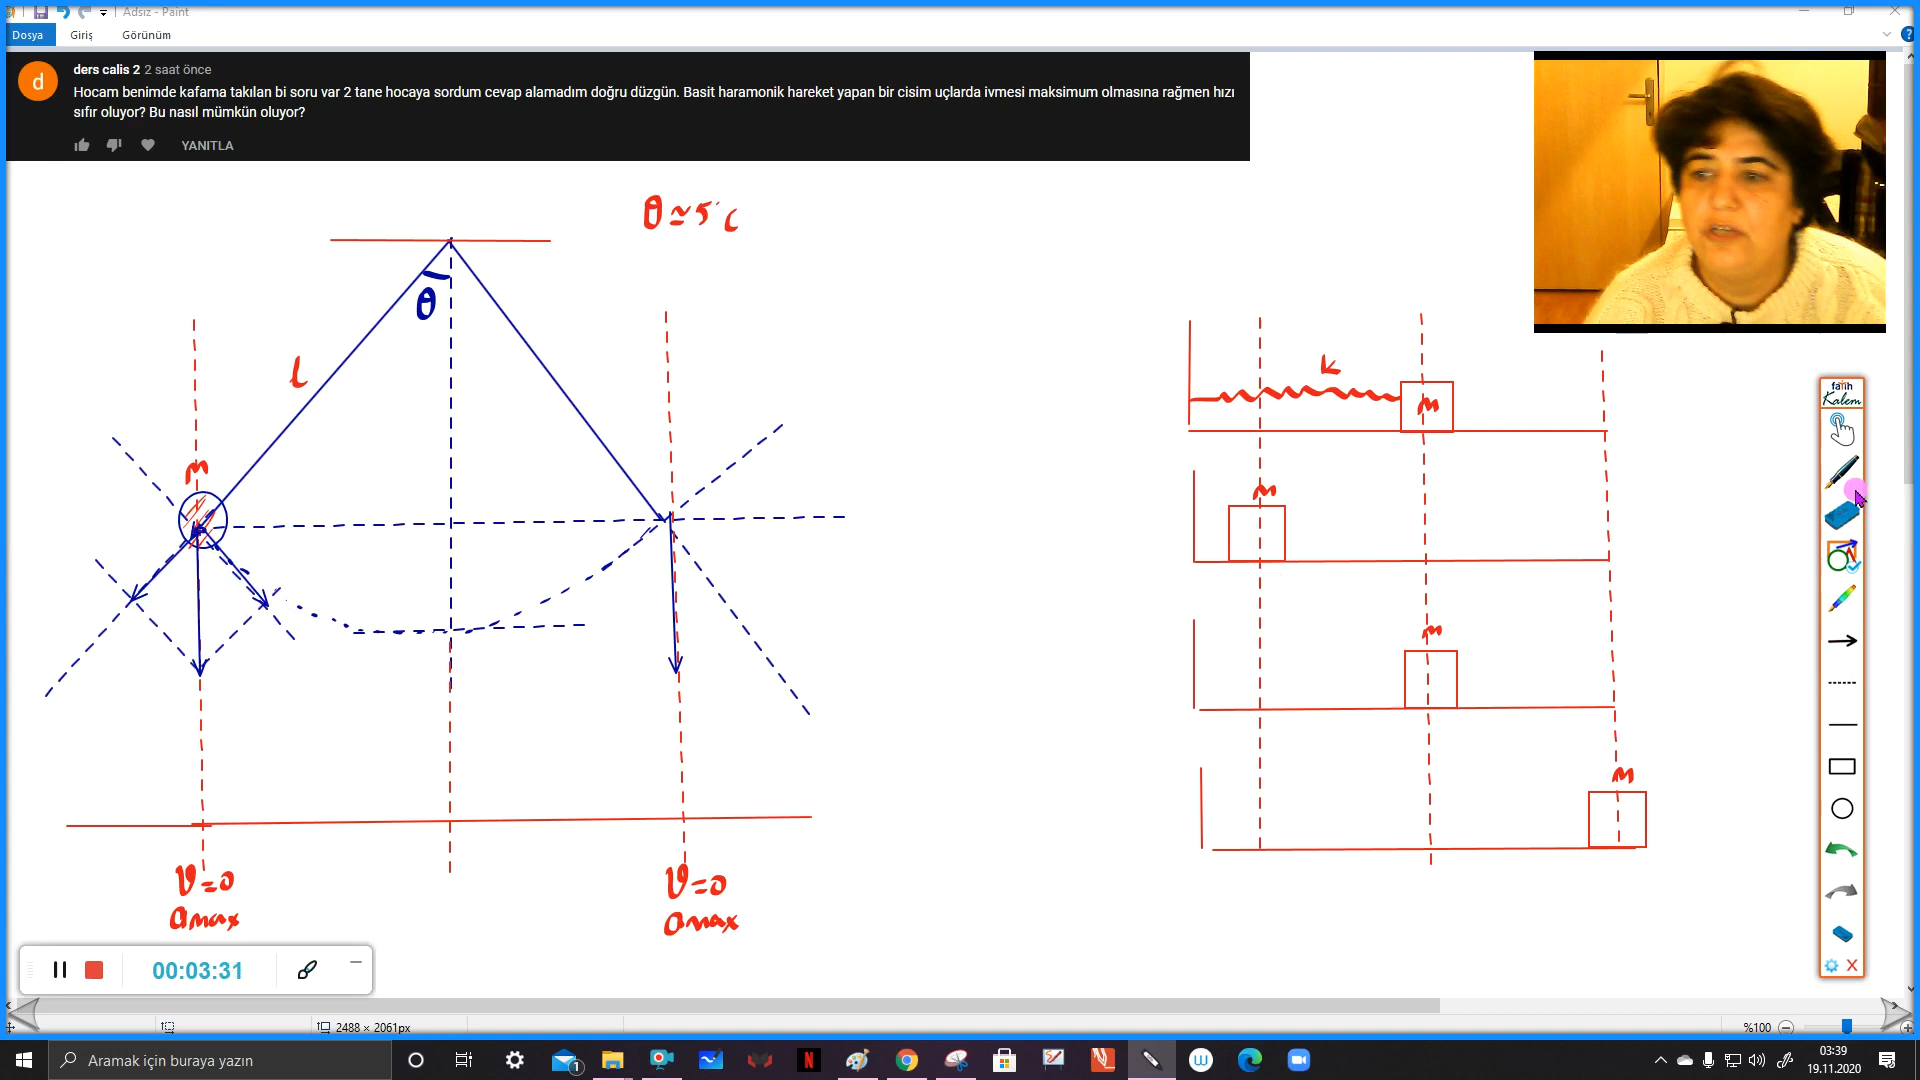 Adsız - Paint
Dosya Giriş Görünüm
d
ders calis 2 2 saat önce
Hocam benimde kafama takılan bi soru var 2 tane hocaya sordum cevap alamadım doğru düzgün. Basit haramonik hareket yapan bir cisim uçlarda ivmesi maksimum olmasına rağmen hızı
sıfır oluyor? Bu nasıl mümkün oluyor?
YANITLA
θ ≃ 5°
θ
l
k
m
m
m
m
m
fatih
Kalem
V=0
amax
V=0
amax
00:03:31
2488 × 2061px
%100
Aramak için buraya yazın
1
N
W
03:39
19.11.2020